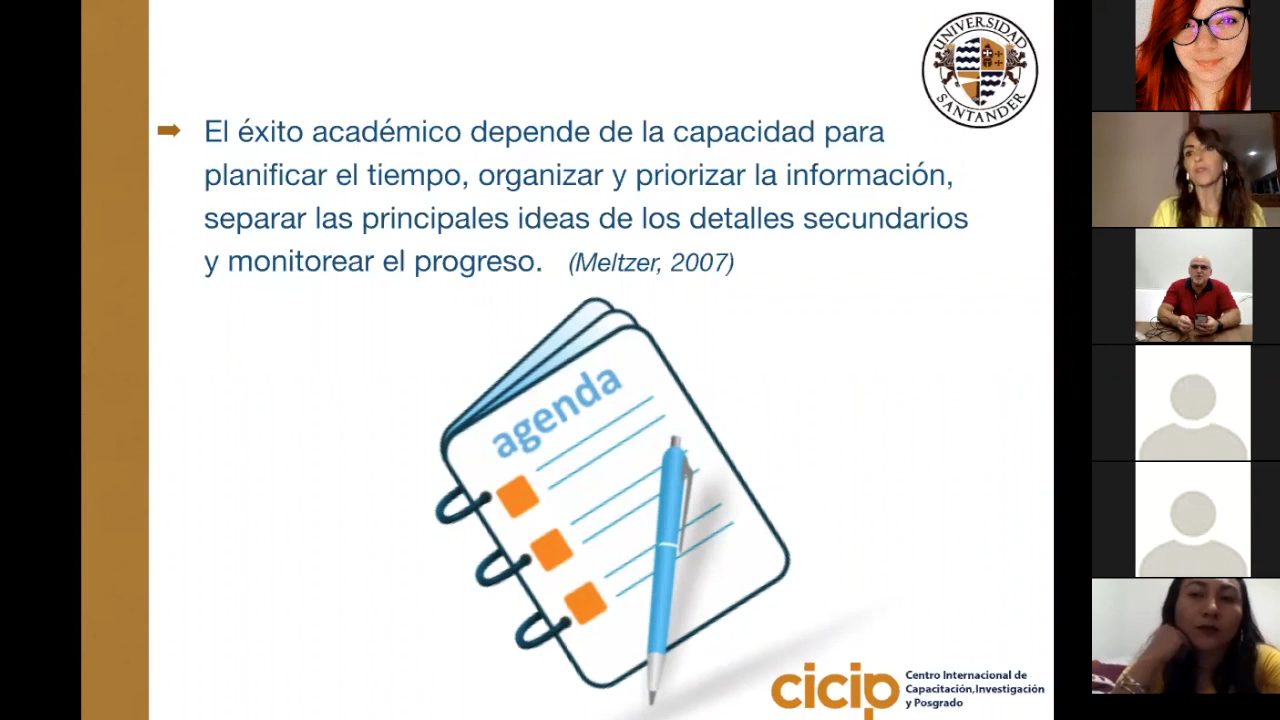 UNIVERSIDAD
SANTANDER
El éxito académico depende de la capacidad para
planificar el tiempo, organizar y priorizar la información,
separar las principales ideas de los detalles secundarios
y monitorear el progreso. (Meltzer, 2007)
agenda
cicip
Centro Internacional de
Capacitación,Investigación
y Posgrado